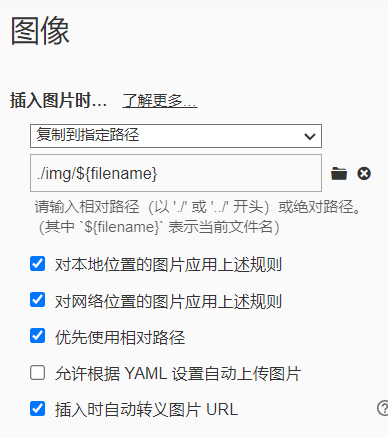 图像
插入图片时... 了解更多...
复制到指定路径
./img/${filename}
请输入相对路径（以 './' 或 '../' 开头）或绝对路径。
（其中 `${filename}` 表示当前文件名）
对本地位置的图片应用上述规则
对网络位置的图片应用上述规则
优先使用相对路径
允许根据 YAML 设置自动上传图片
插入时自动转义图片 URL